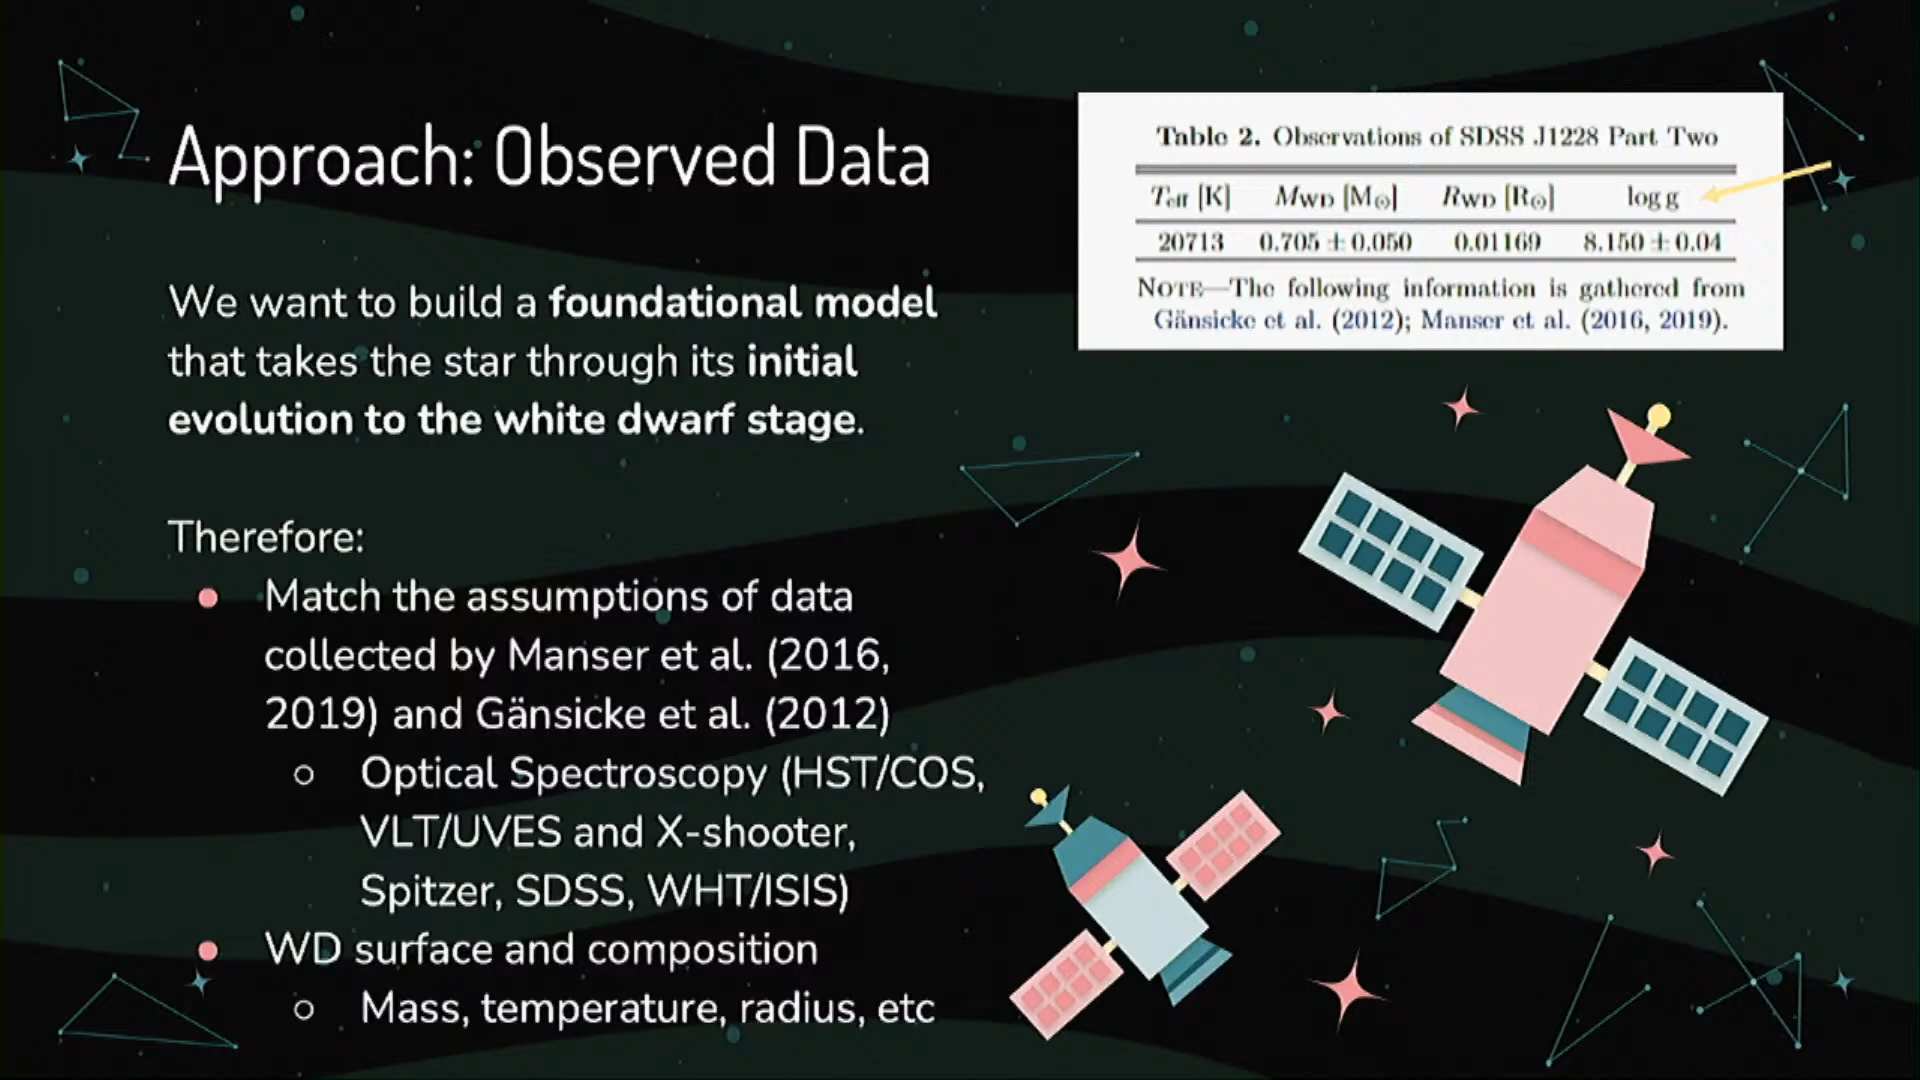 Approach: Observed Data
We want to build a foundational model
that takes the star through its initial
evolution to the white dwarf stage.
Therefore:
● Match the assumptions of data
collected by Manser et al. (2016,
2019) and Gänsicke et al. (2012)
○ Optical Spectroscopy (HST/COS,
VLT/UVES and X-shooter,
Spitzer, SDSS, WHT/ISIS)
● WD surface and composition
○ Mass, temperature, radius, etc
Table 2. Observations of SDSS J1228 Part Two
Teff [K] MWD [M⊙] RWD [R⊙] log g
20713 0.705 ± 0.050 0.01169 8.150 ± 0.04
NOTE—The following information is gathered from
Gänsicke et al. (2012); Manser et al. (2016, 2019).